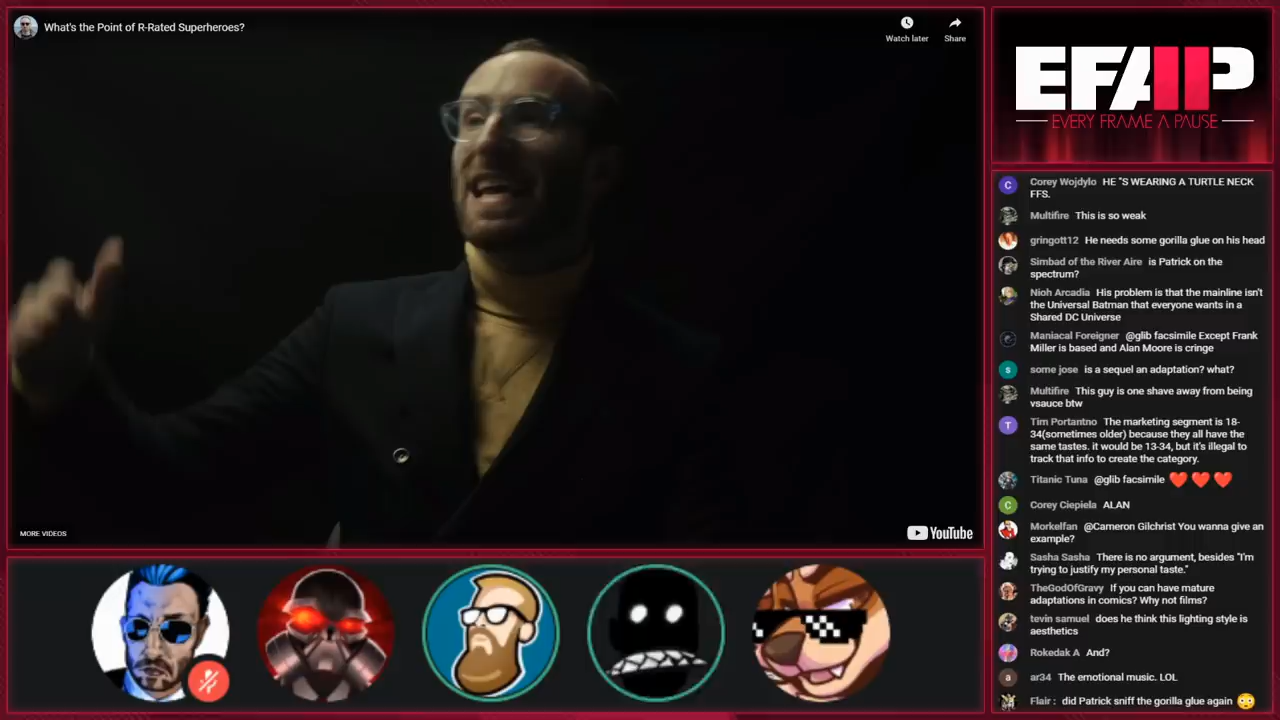 What's the Point of R-Rated Superheroes?
Watch later
Share
MORE VIDEOS
YouTube
EFAP
EVERY FRAME A PAUSE
C Corey Wojdylo HE "S WEARING A TURTLE NECK
FFS.
Multifire This is so weak
gringott12 He needs some gorilla glue on his head
Simbad of the River Aire is Patrick on the
spectrum?
Nioh Arcadia His problem is that the mainline isn't
the Universal Batman that everyone wants in a
Shared DC Universe
Maniacal Foreigner @glib facsimile Except Frank
Miller is based and Alan Moore is cringe
s some jose is a sequel an adaptation? what?
Multifire This guy is one shave away from being
vsauce btw
T Tim Portantno The marketing segment is 18-
34(sometimes older) because they all have the
same tastes. it would be 13-34, but it's illegal to
track that info to create the category.
Titanic Tuna @glib facsimile ❤️ ❤️ ❤️
C Corey Ciepiela ALAN
Morkelfan @Cameron Gilchrist You wanna give an
example?
Sasha Sasha There is no argument, besides "I'm
trying to justify my personal taste."
TheGodOfGravy If you can have mature
adaptations in comics? Why not films?
tevin samuel does he think this lighting style is
aesthetics
Rokedak A And?
a ar34 The emotional music. LOL
Flair : did Patrick sniff the gorilla glue again 😳